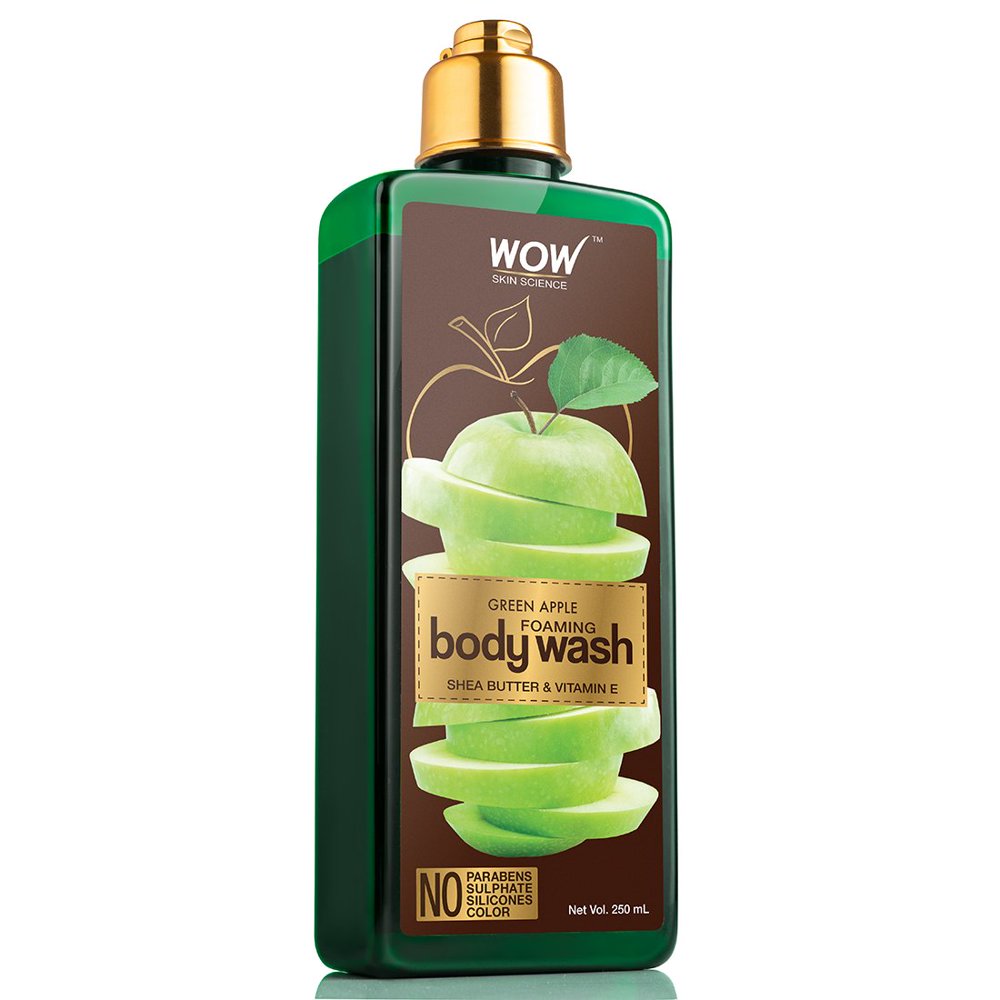 WOW™
SKIN SCIENCE
GREEN APPLE
FOAMING
body wash
SHEA BUTTER & VITAMIN E
NO
PARABENS
SULPHATE
SILICONES
COLOR
Net Vol. 250 mL